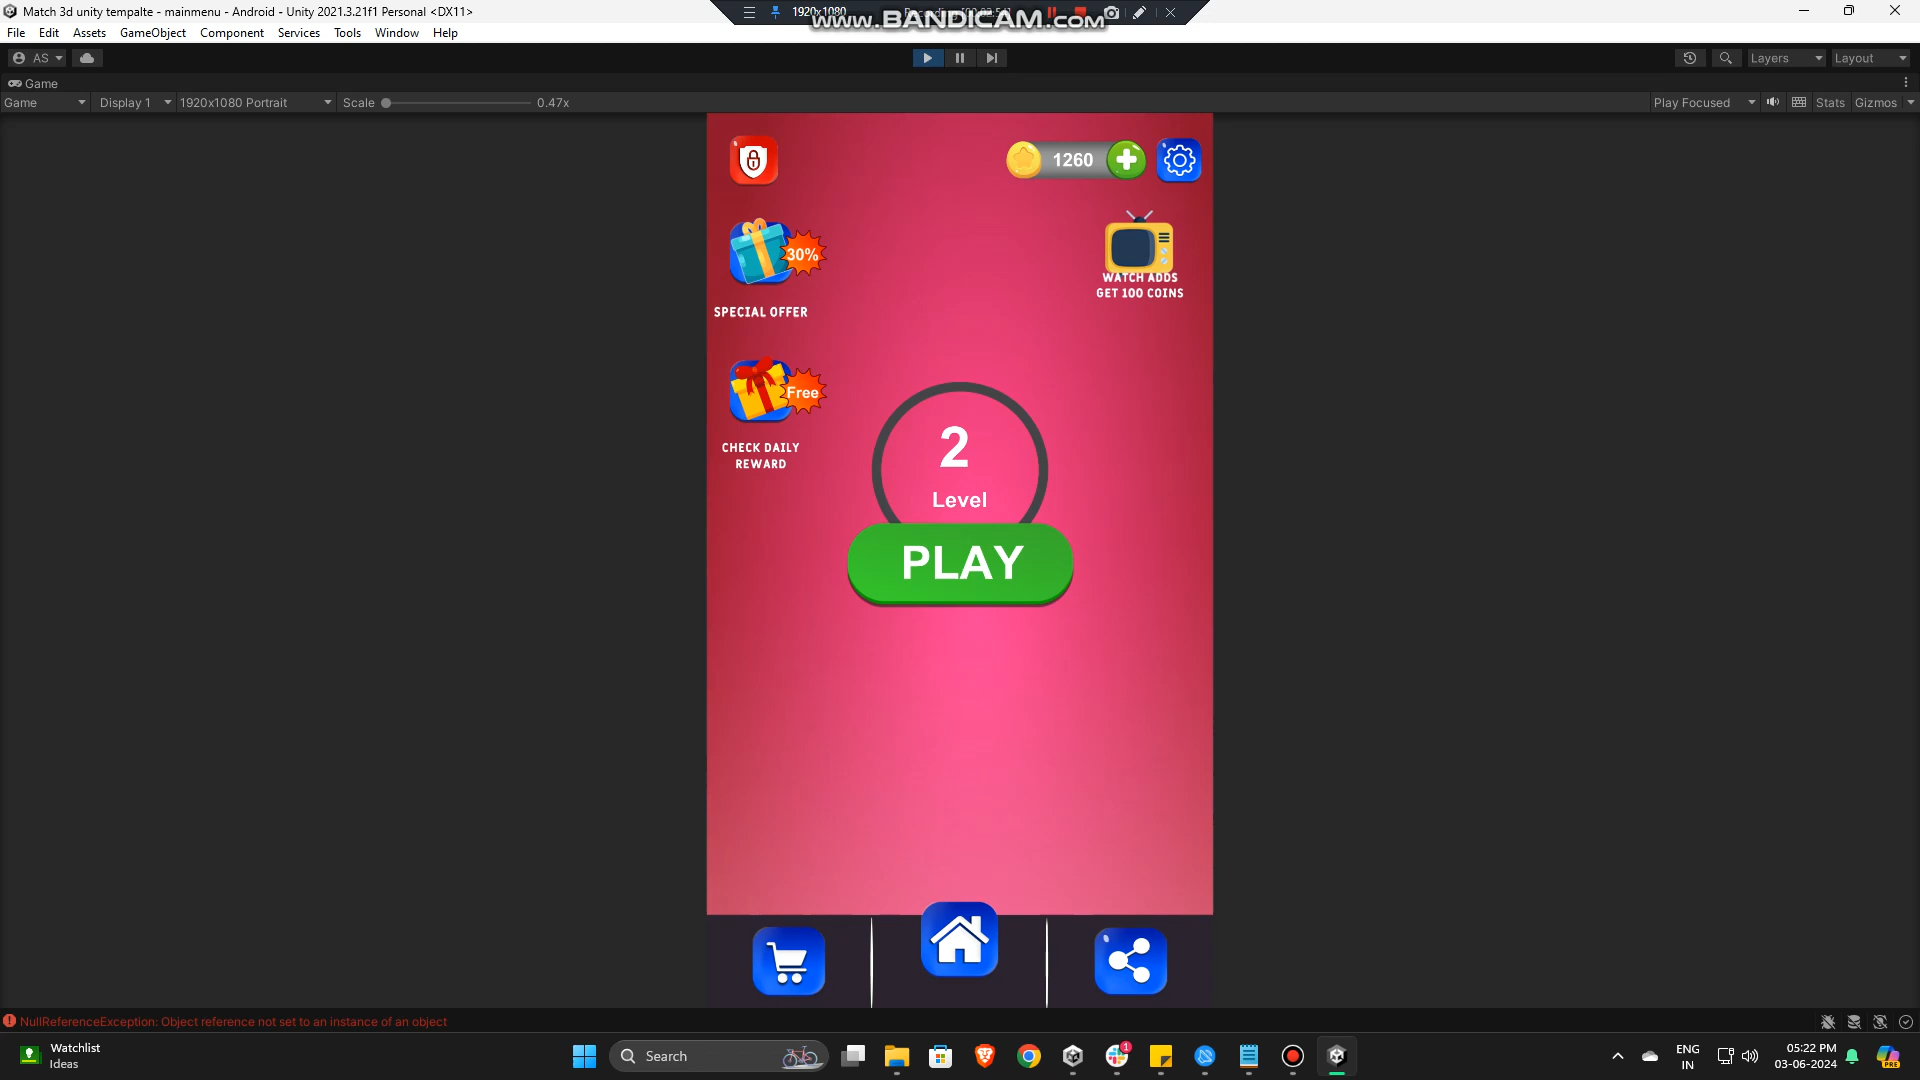 Match 3d unity tempalte - mainmenu - Android - Unity 2021.3.21f1 Personal <DX11>
1920x1080
www.BANDICAM.com
File Edit Assets GameObject Component Services Tools Window Help
AS
Layers
Layout
Game
Game
Display 1
1920x1080 Portrait
Scale
0.47x
Play Focused
Stats
Gizmos
1260
30%
SPECIAL OFFER
WATCH ADDS
GET 100 COINS
Free
CHECK DAILY
REWARD
2
Level
PLAY
NullReferenceException: Object reference not set to an instance of an object
Watchlist
Ideas
Search
1
PRE
ENG
IN
05:22 PM
03-06-2024